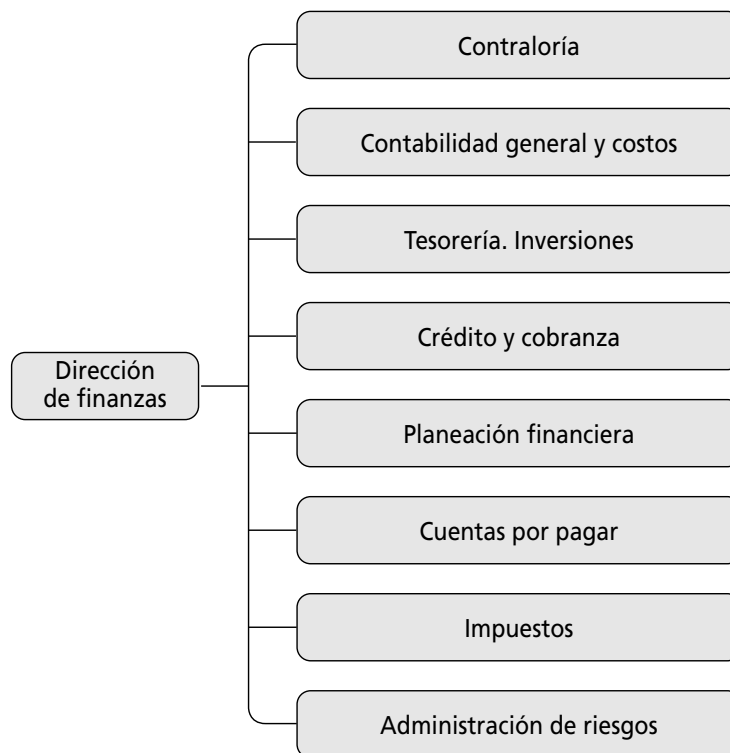 Contraloría
Contabilidad general y costos
Tesorería. Inversiones
Crédito y cobranza
Dirección
de finanzas
Planeación financiera
Cuentas por pagar
Impuestos
Administración de riesgos